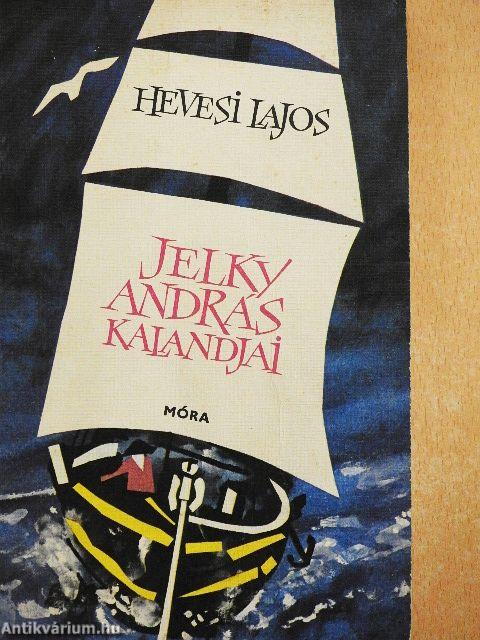 HEVESI LAJOS
JELKY
ANDRÁS
KALANDJAI
MÓRA
Antikvárium.hu